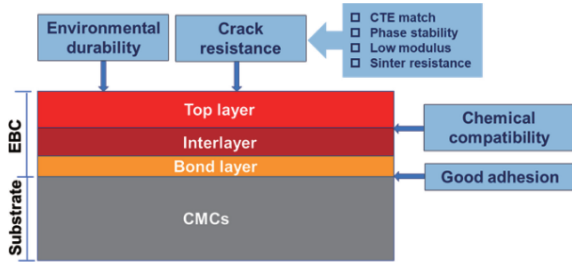 Environmental
durability
Crack
resistance
CTE match
Phase stability
Low modulus
Sinter resistance
EBC
Top layer
Interlayer
Bond layer
Chemical
compatibility
Good adhesion
Substrate
CMCs